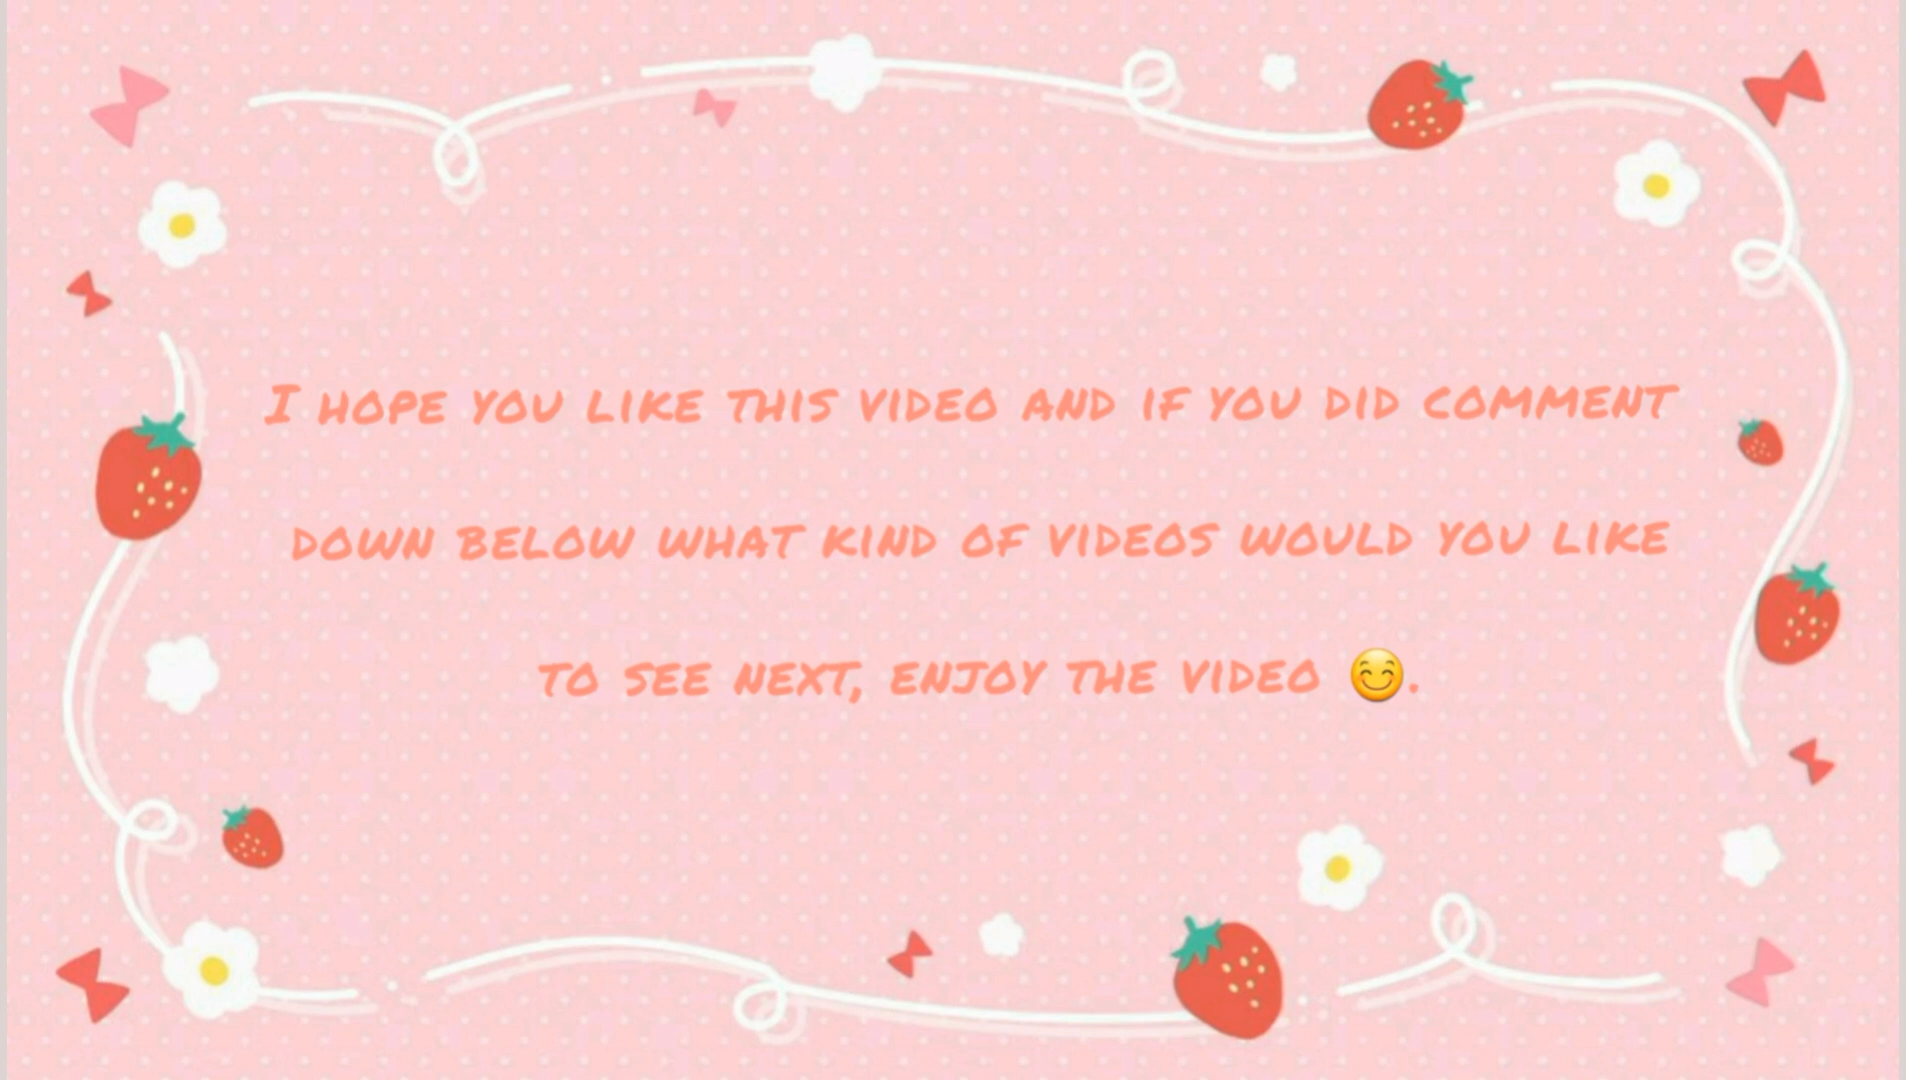 I HOPE YOU LIKE THIS VIDEO AND IF YOU DID COMMENT
DOWN BELOW WHAT KIND OF VIDEOS WOULD YOU LIKE
TO SEE NEXT, ENJOY THE VIDEO 😊.